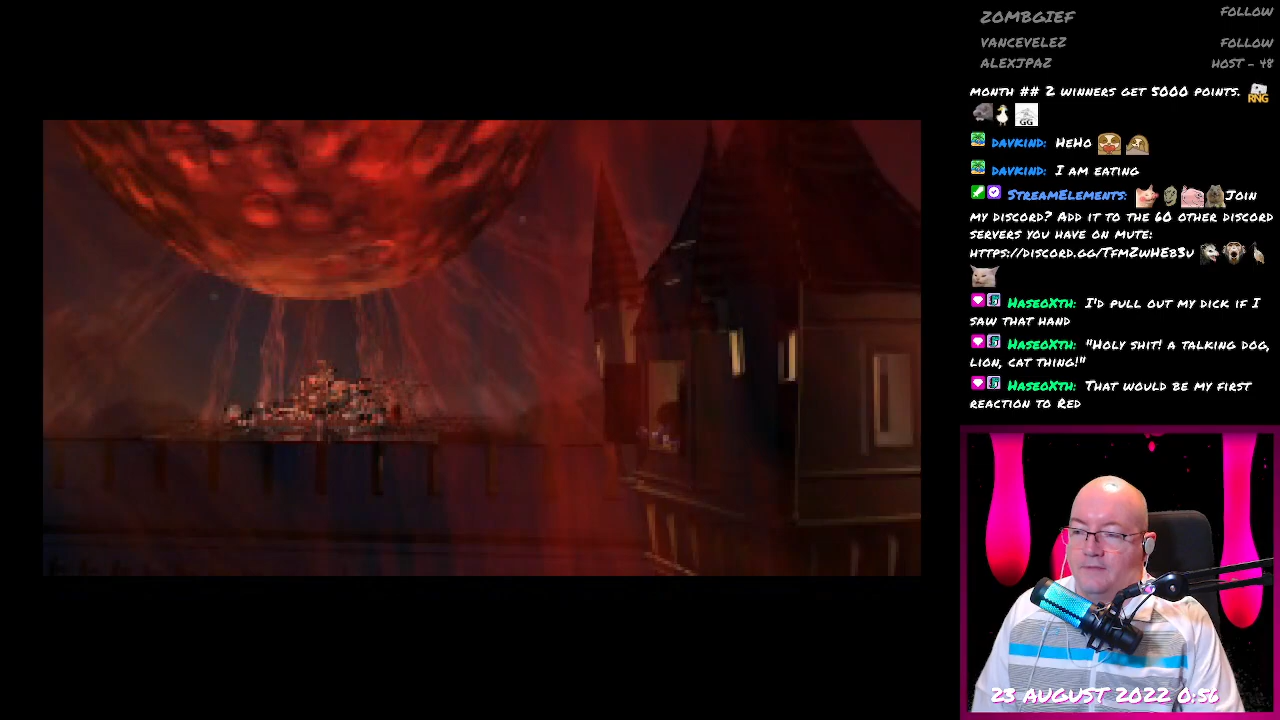 ZOMBGIEF FOLLOW
VANCEVELEZ FOLLOW
ALEXJPAZ HOST - 48
MONTH ## 2 WINNERS GET 5000 POINTS. RNG
GG
DAVKIND: HEHO
DAVKIND: I AM EATING
STREAMELEMENTS: JOIN
MY DISCORD? ADD IT TO THE 60 OTHER DISCORD
SERVERS YOU HAVE ON MUTE:
HTTPS://DISCORD.GG/TFMZWHEB3U
HASEOXTH: I'D PULL OUT MY DICK IF I
SAW THAT HAND
HASEOXTH: "HOLY SHIT! A TALKING DOG,
LION, CAT THING!"
HASEOXTH: THAT WOULD BE MY FIRST
REACTION TO RED
23 AUGUST 2022 0:56